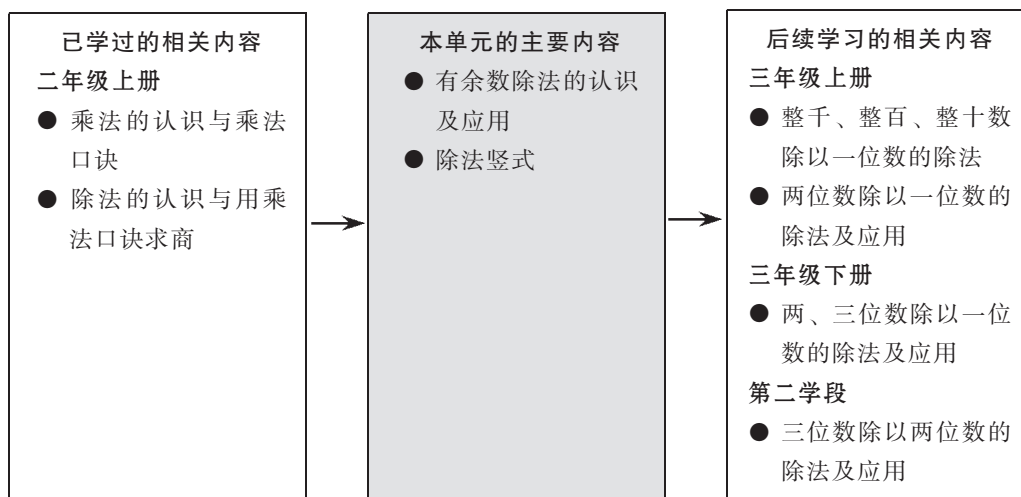 已学过的相关内容
二年级上册
● 乘法的认识与乘法
口诀
● 除法的认识与用乘
法口诀求商
本单元的主要内容
● 有余数除法的认识
及应用
● 除法竖式
后续学习的相关内容
三年级上册
● 整千、整百、整十数
除以一位数的除法
● 两位数除以一位数的
除法及应用
三年级下册
● 两、三位数除以一位
数的除法及应用
第二学段
● 三位数除以两位数的
除法及应用